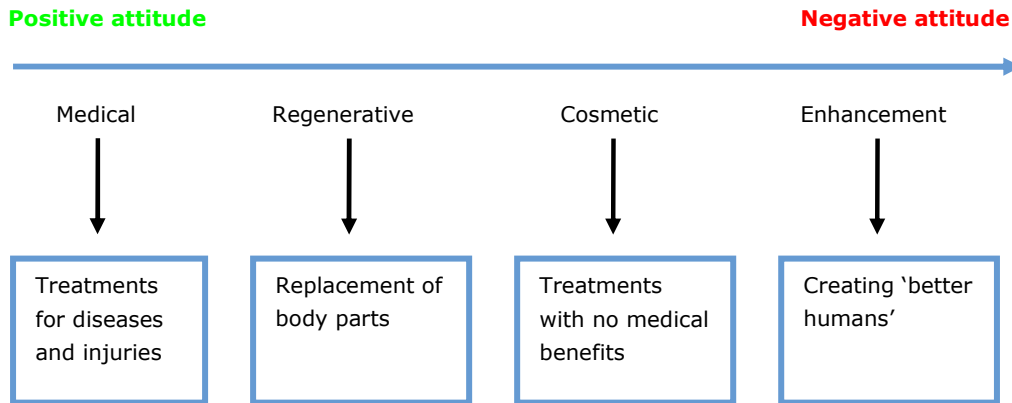 Positive attitude
Negative attitude
Medical
Regenerative
Cosmetic
Enhancement
Treatments
for diseases
and injuries
Replacement of
body parts
Treatments
with no medical
benefits
Creating ‘better
humans’